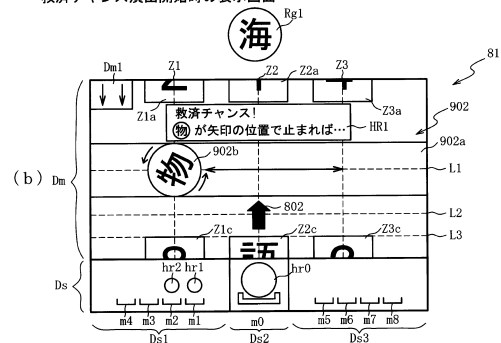 救済チャンス演出開始時の表示画面
海
Rg1
81
Dm1
Z1
Z2
Z2a
Z3
Z1a
Z3a
902
救済チャンス!
物が矢印の位置で止まれば…
HR1
902a
(b)
Dm
物
902b
L1
802
L2
L3
Z1c
Z2c
Z3c
語
Ds
hr2
hr1
hr0
m4
m3
m2
m1
m0
m5
m6
m7
m8
Ds1
Ds2
Ds3